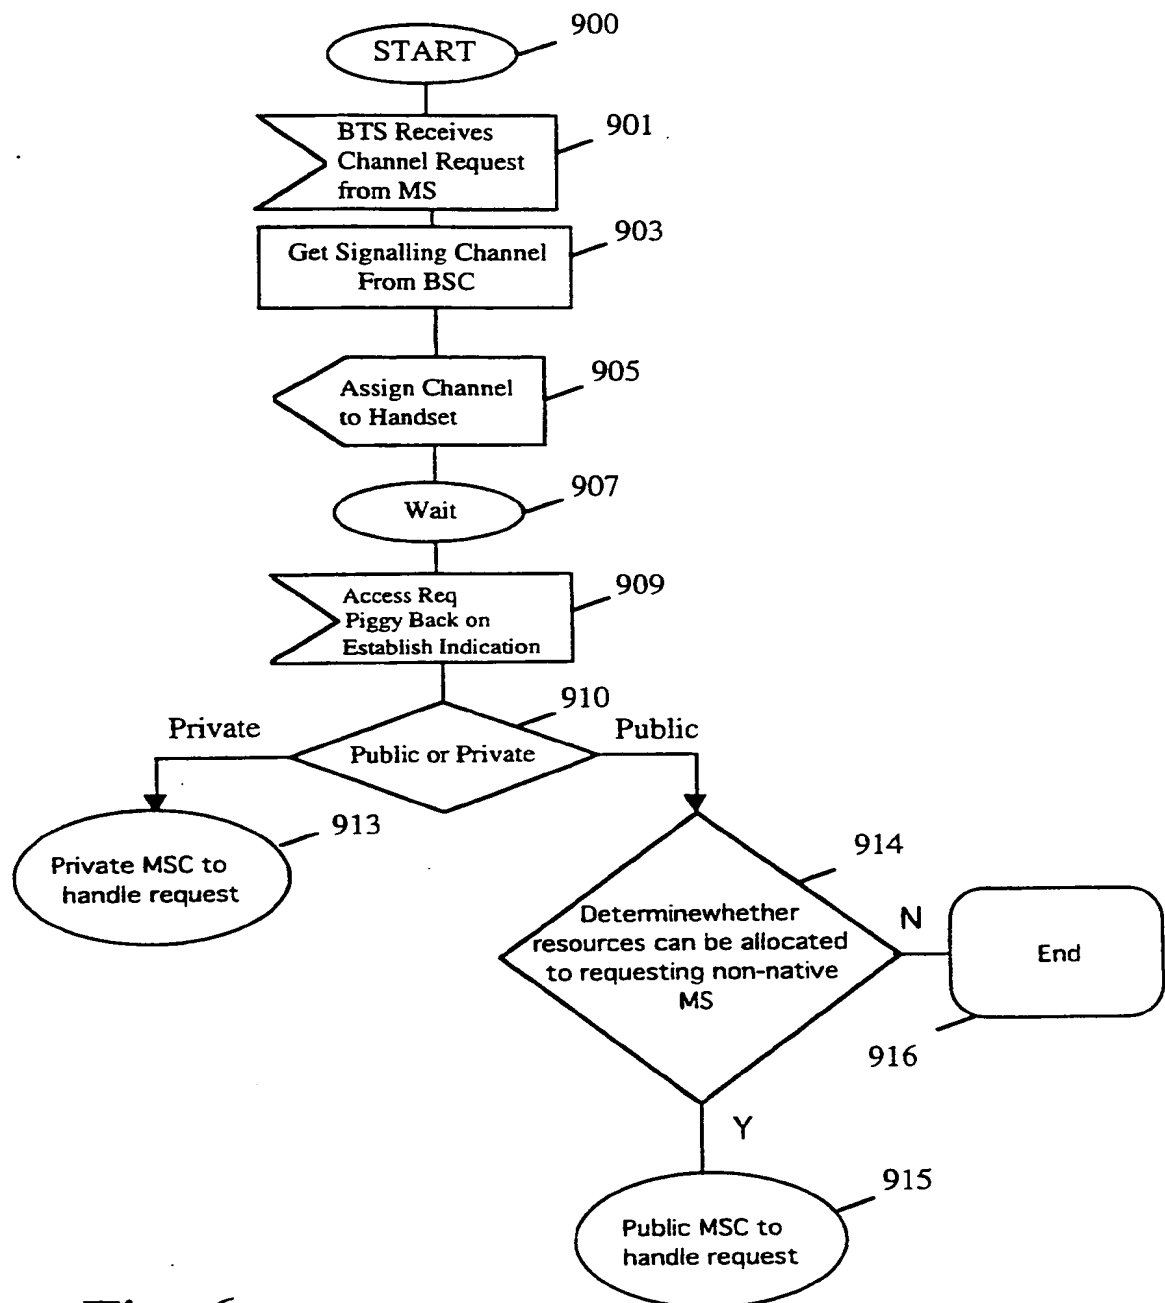 START
900
BTS Receives
Channel Request
from MS
901
Get Signalling Channel
From BSC
903
Assign Channel
to Handset
905
Wait
907
Access Req
Piggy Back on
Establish Indication
909
910
Private
Public or Private
Public
913
Private MSC to
handle request
914
Determinewhether
resources can be allocated
to requesting non-native
MS
N
End
916
Y
915
Public MSC to
handle request